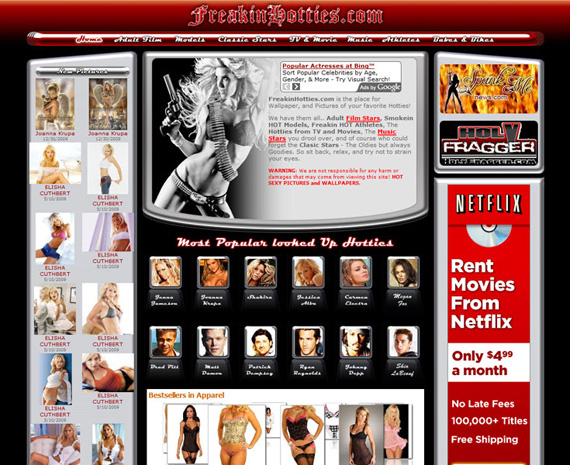 FreakinHotties.com
Home Adult Film Models Classic Stars TV & Movie Music Athletes Babes & Bikes
New Pictures
Joanna Krupa
12/30/2009
Joanna Krupa
12/30/2009
ELISHA
CUTHBERT
5/10/2009
ELISHA
CUTHBERT
5/10/2009
ELISHA
CUTHBERT
5/10/2009
ELISHA
CUTHBERT
5/10/2009
ELISHA
CUTHBERT
5/10/2009
ELISHA
CUTHBERT
5/10/2009
ELISHA
CUTHBERT
5/10/2009
ELISHA
CUTHBERT
5/10/2009
Popular Actresses at Bing™
Sort Popular Celebrities by Age,
Gender, & More - Try Visual Search!
Ads by Google
FreakinHotties.com is the place for
Wallpaper, and Pictures of your favorite Hotties!
We have them all.. Adult Film Stars, Smokein
HOT Models, Freakin HOT Athletes, The
Hotties from TV and Movies, The Music
Stars you drool over, and of course who could
forget the Clasic Stars - The Oldies but always
Goodies. So sit back, relax, and try not to strain
your eyes.
WARNING: We are not responsible for any harm or
damages that may come from viewing this site! HOT
SEXY PICTURES and WALLPAPERS.
Most Popular looked Up Hotties
Jenna
Jameson
Joanna
Krupa
Shakira
Jessica
Alba
Carmen
Electra
Megan
Fox
Brad Pitt
Matt
Damon
Patrick
Dempsey
Ryan
Reynolds
Johnny
Depp
Shia
LaBeouf
Bestsellers in Apparel
Spunk Me
news.com
HOLY
FRAGGER
HOLYFRAGGER.COM
NETFLIX
Rent
Movies
From
Netflix
Only $4.99
a month
No Late Fees
100,000+ Titles
Free Shipping